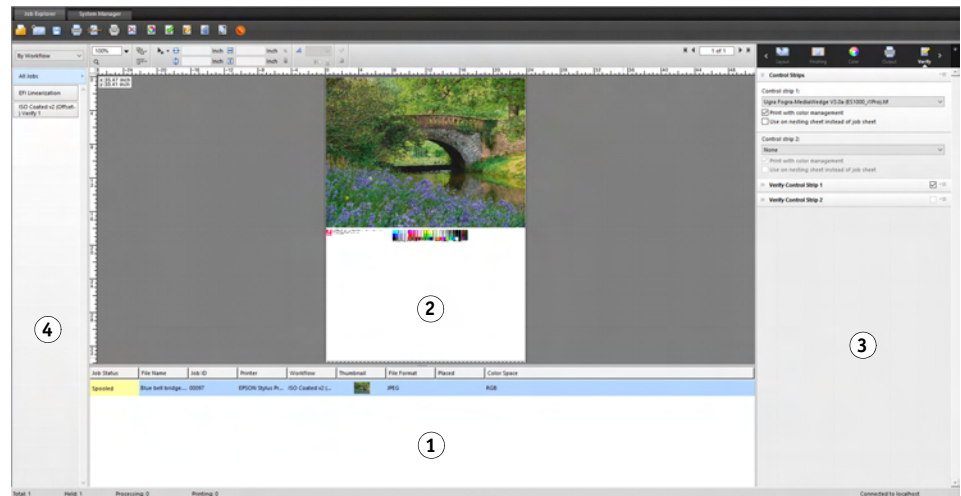 Job Explorer System Manager
By Workflow
All Jobs
EFI Linearization
ISO Coated v2 (Offset-
) Verify 1
100%
inch
inch
inch
inch
1 of 1
Layout Printing Color Output Verify
Control Strips
Control strip 1:
Ugra Fogra-MediaWedge V3.0a (ES1000_i1Pro).tif
Print with color management
Use on nesting sheet instead of job sheet
Control strip 2:
None
Print with color management
Use on nesting sheet instead of job sheet
Verify Control Strip 1
Verify Control Strip 2
4
2
3
1
Job Status File Name Job ID Printer Workflow Thumbnail File Format Placed Color Space
Spooled Blue bell bridge... 00097 EPSON Stylus Pr... ISO Coated v2 (... JPEG RGB
Total: 1 Held: 1 Processing: 0 Printing: 0 Connected to localhost